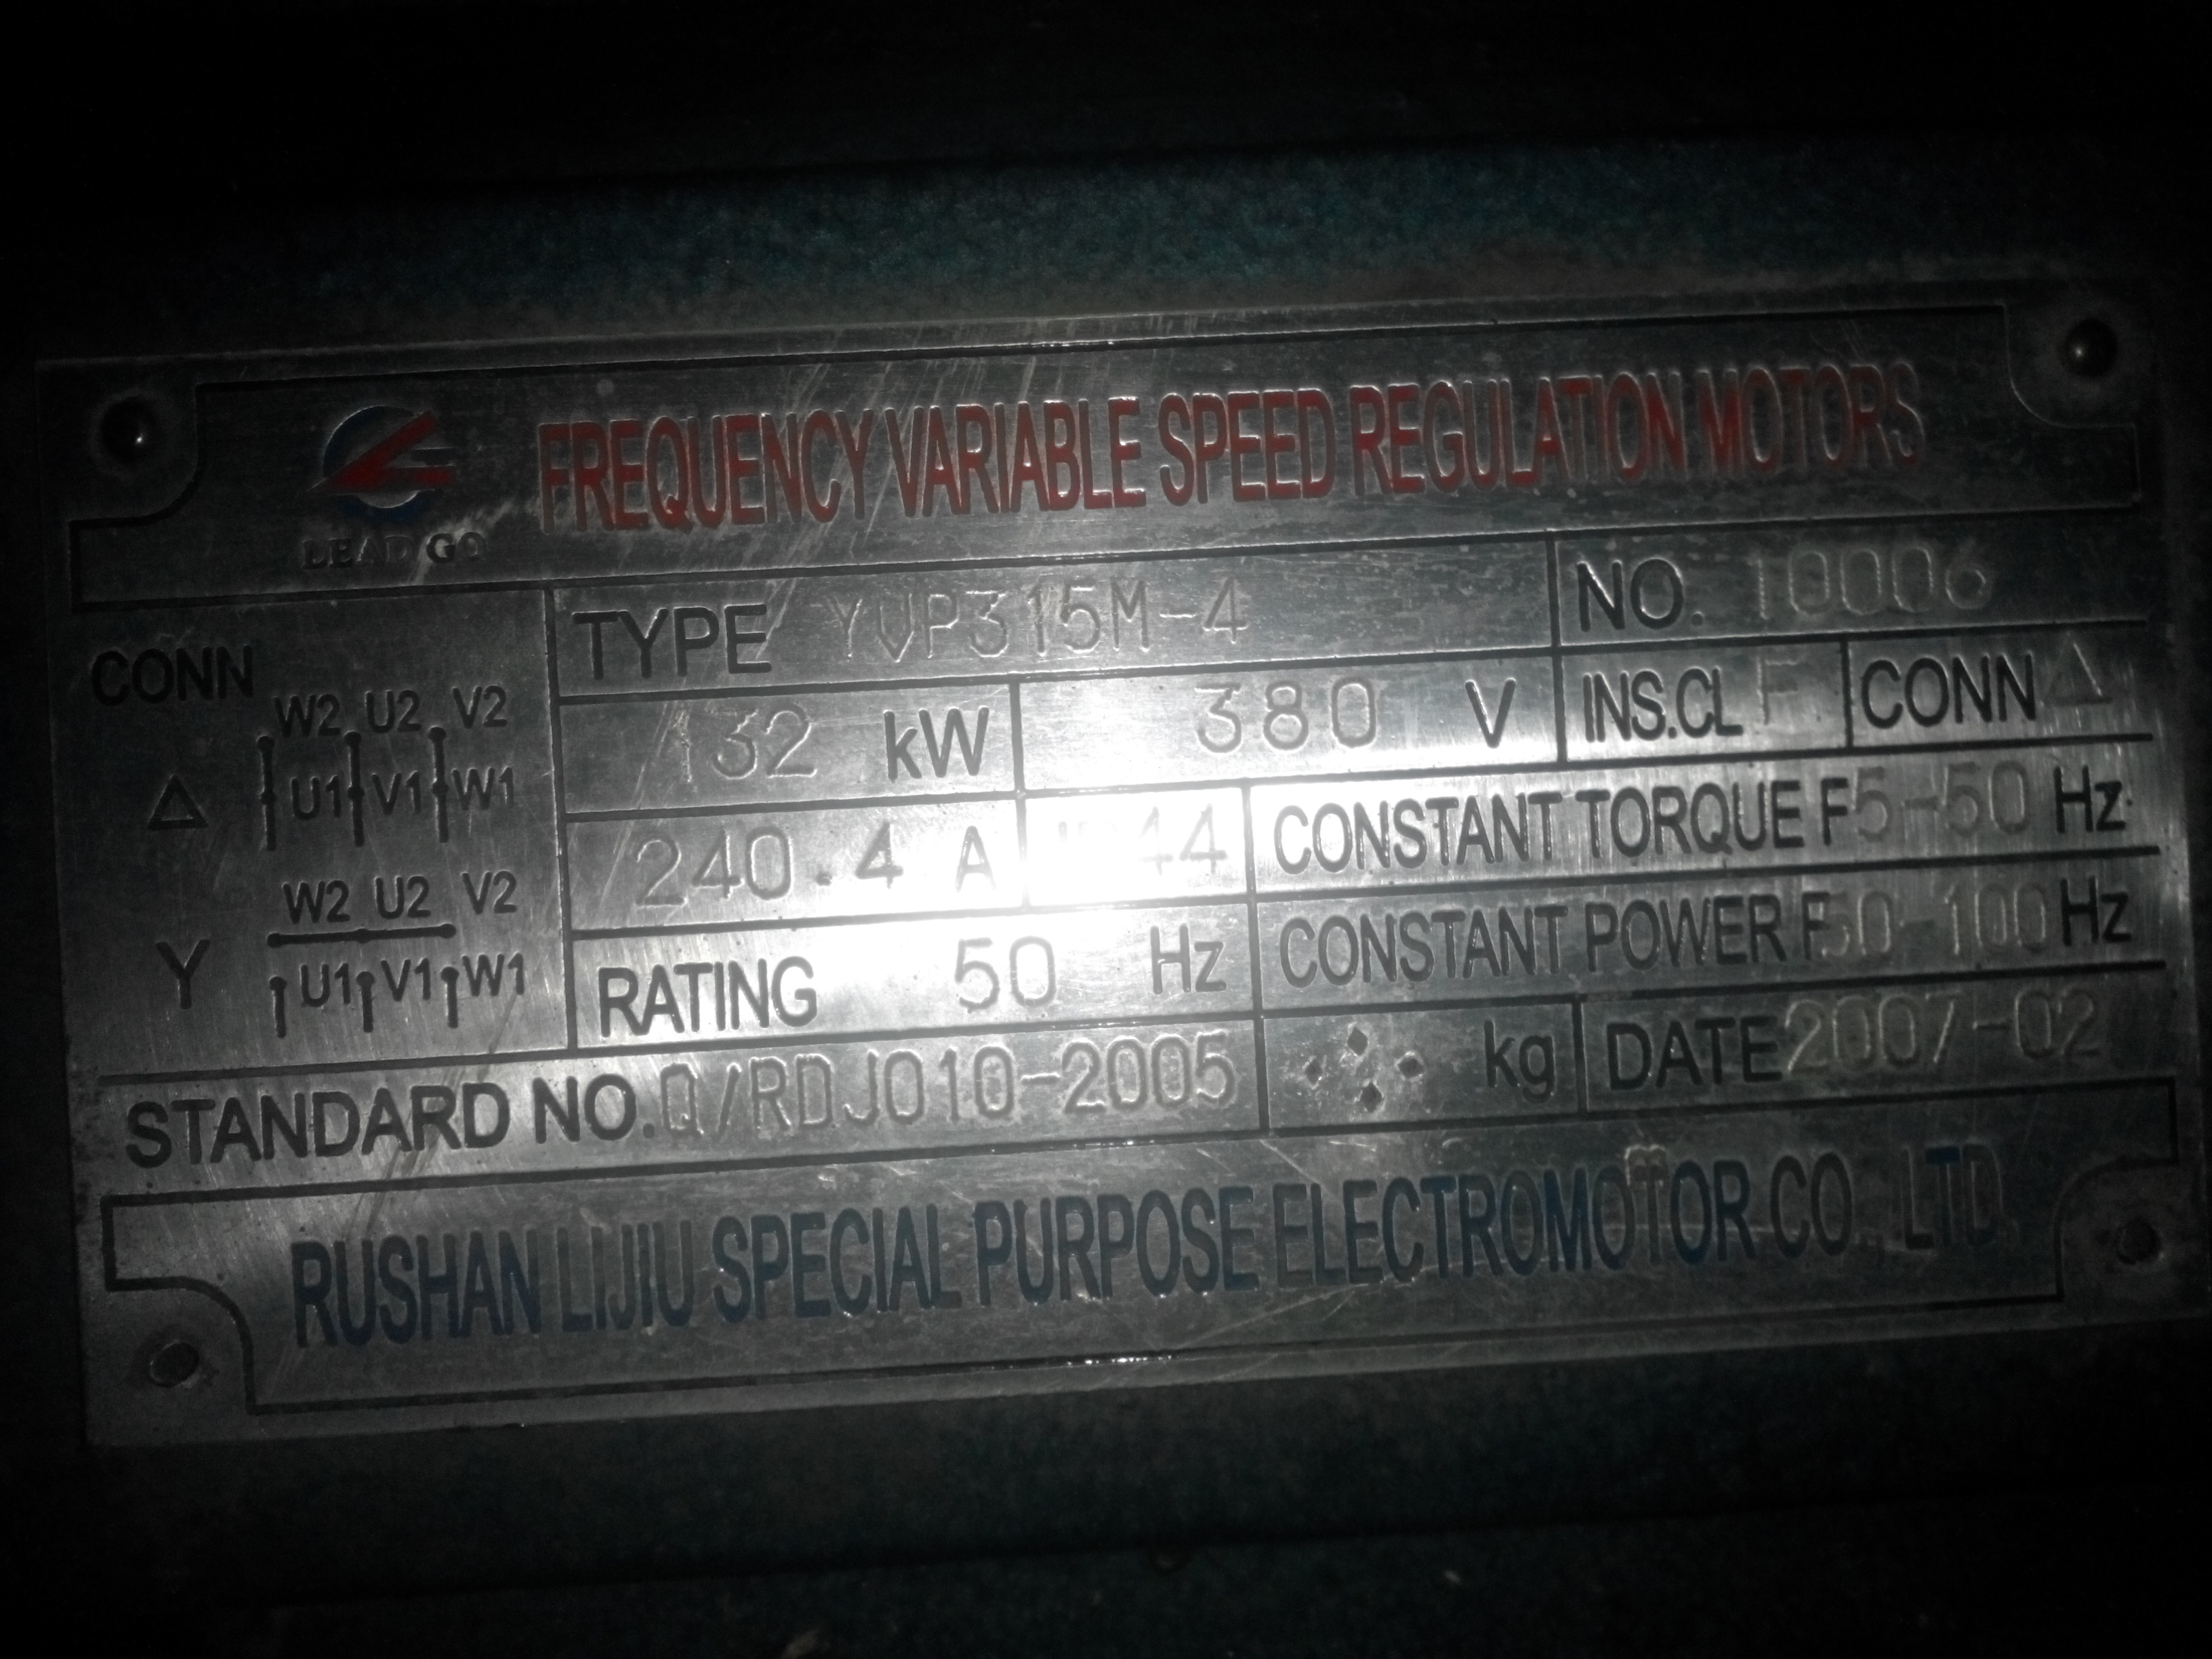 FREQUENCY VARIABLE SPEED REGULATION MOTORS
LEAD GO
TYPE YVP315M-4 NO. 10006
CONN
W2 U2 V2
Δ U1 V1 W1
W2 U2 V2
Y U1 V1 W1
132 kW 380 V INS.CL F CONN Δ
240.4 A 44 CONSTANT TORQUE F 5-50 Hz
RATING 50 Hz CONSTANT POWER F 50-100 Hz
STANDARD NO. Q/RDJ010-2005 kg DATE 2007-02
RUSHAN LIJIU SPECIAL PURPOSE ELECTROMOTOR CO., LTD.